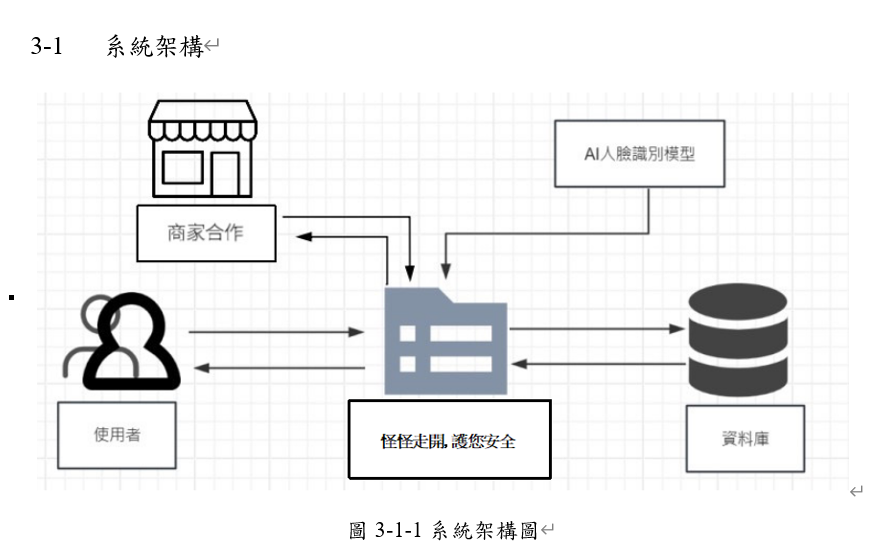 3-1 系統架構
AI人臉識別模型
商家合作
使用者
怪怪走開, 護您安全
資料庫
圖 3-1-1 系統架構圖